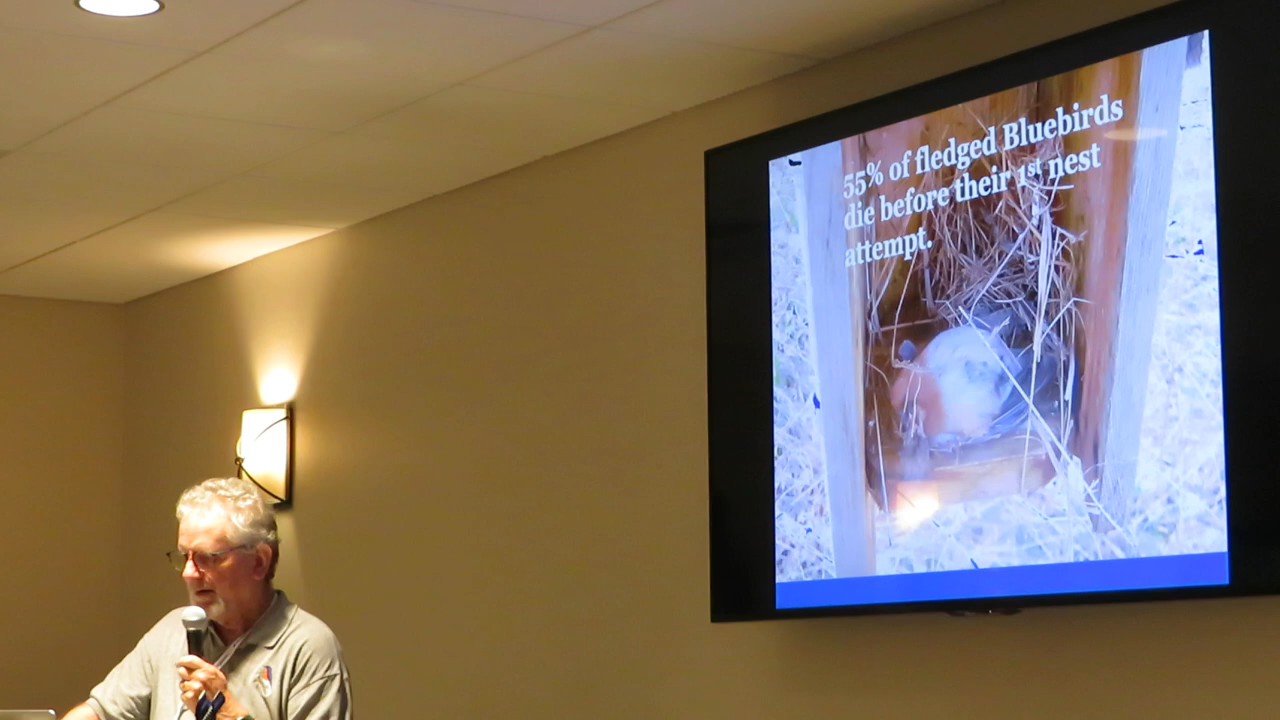 55% of fledged Bluebirds
die before their 1st nest
attempt.